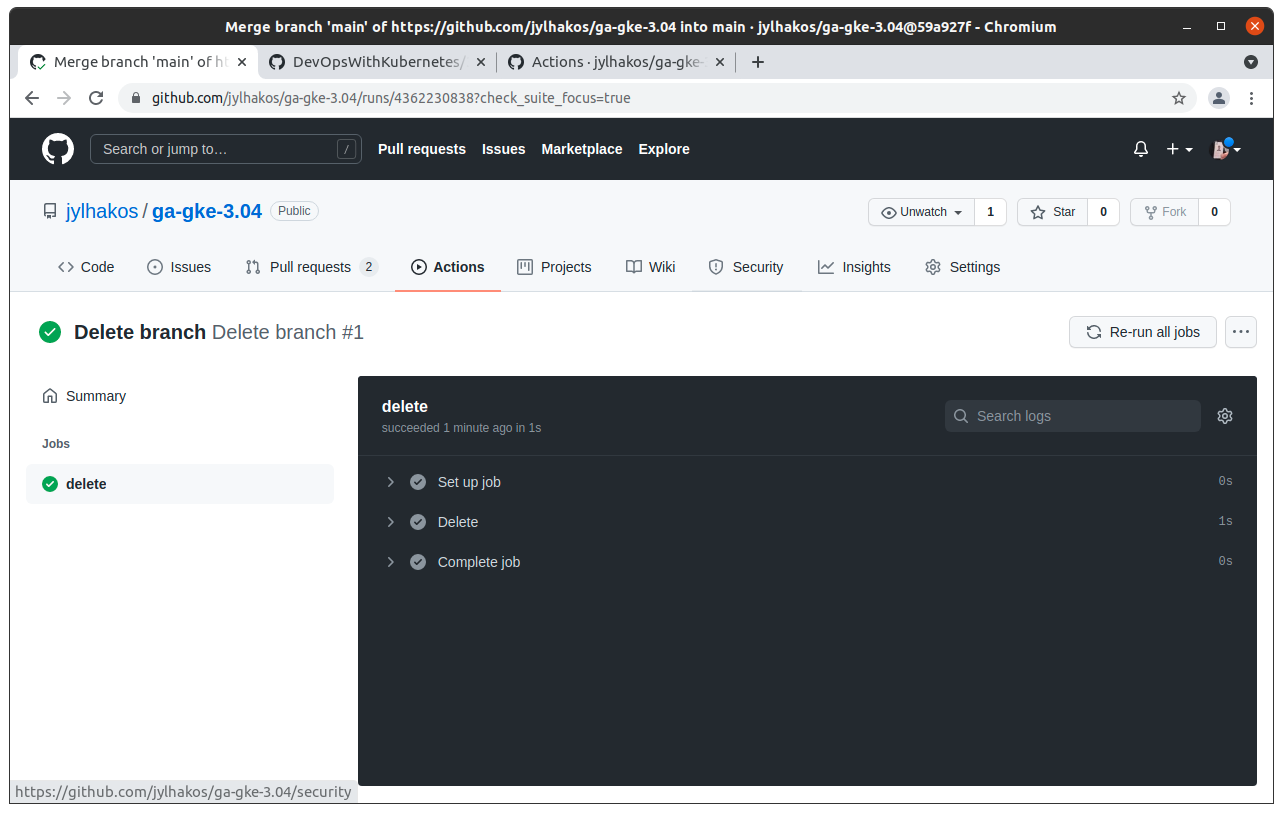 Merge branch 'main' of https://github.com/jylhakos/ga-gke-3.04 into main · jylhakos/ga-gke-3.04@59a927f - Chromium
Merge branch 'main' of ht DevOpsWithKubernetes/ Actions · jylhakos/ga-gke-3
github.com/jylhakos/ga-gke-3.04/runs/4362230838?check_suite_focus=true
Search or jump to… / Pull requests Issues Marketplace Explore
jylhakos / ga-gke-3.04 Public Unwatch 1 Star 0 Fork 0
Code Issues Pull requests 2 Actions Projects Wiki Security Insights Settings
Delete branch Delete branch #1 Re-run all jobs
Summary
Jobs
delete
delete
succeeded 1 minute ago in 1s
Search logs
Set up job 0s
Delete 1s
Complete job 0s
https://github.com/jylhakos/ga-gke-3.04/security